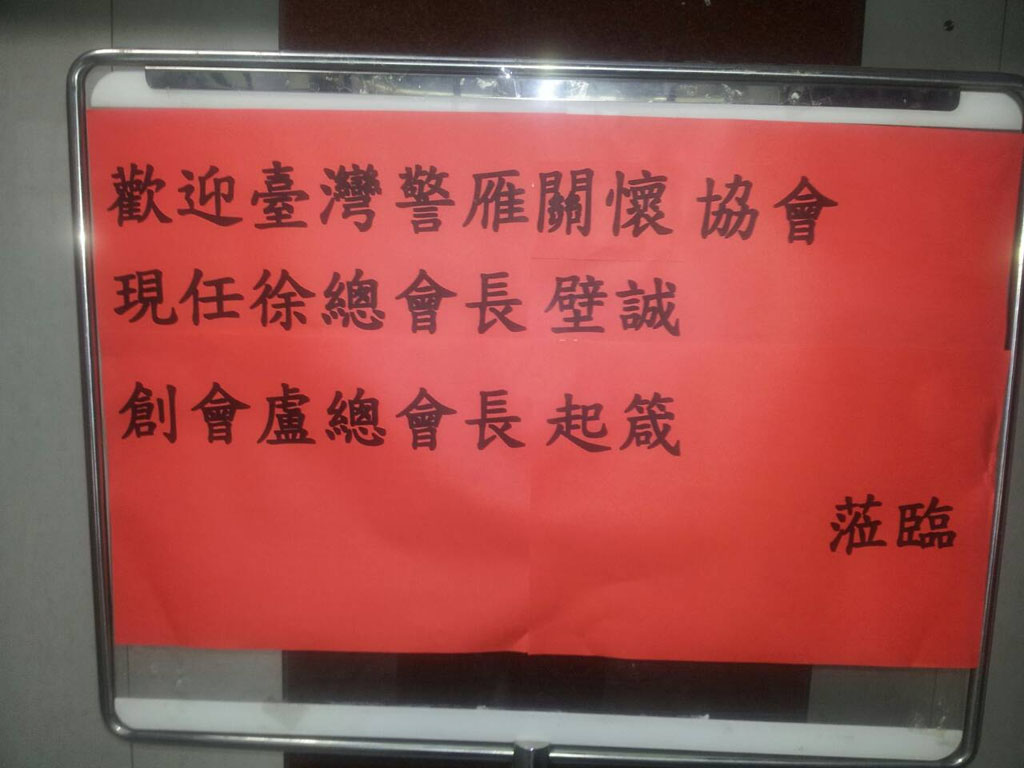 歡迎臺灣警雁關懷協會
現任徐總會長壁誠
創會盧總會長起箴
蒞臨